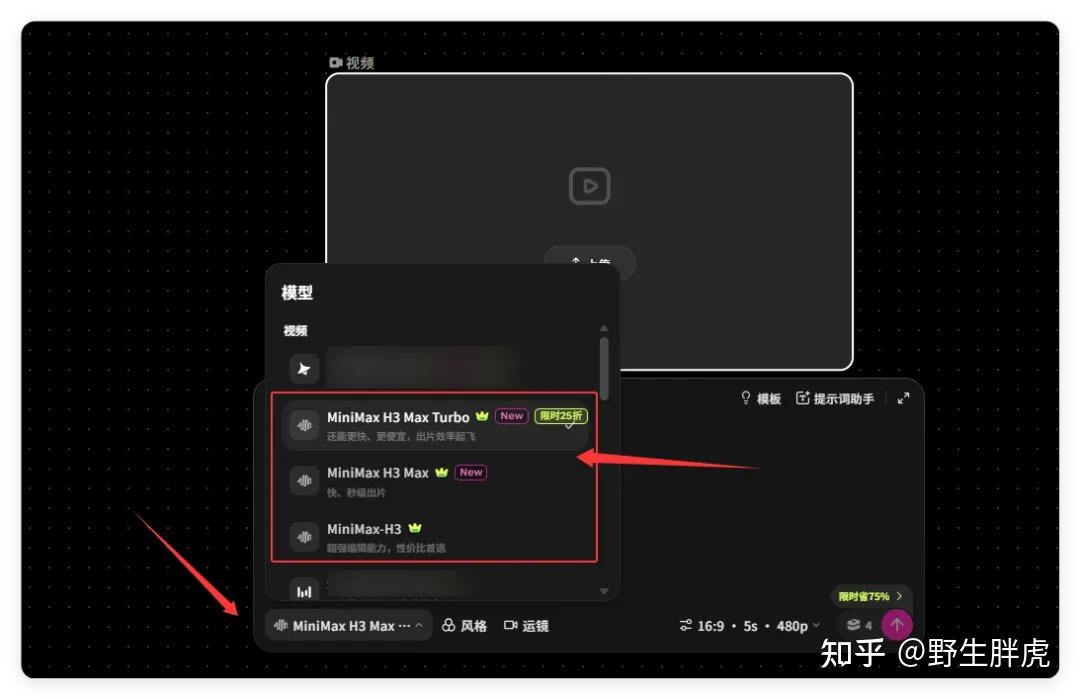 视频
上传
模型
视频
MiniMax H3 Max Turbo New 限时25折
还能更快、更便宜，出片效率起飞
MiniMax H3 Max New
快、秒级出片
MiniMax-H3
超强编辑能力，性价比首选
模板 提示词助手
限时省75%
MiniMax H3 Max ··· 风格 运镜 16:9 · 5s · 480p 4
知乎 @野生胖虎